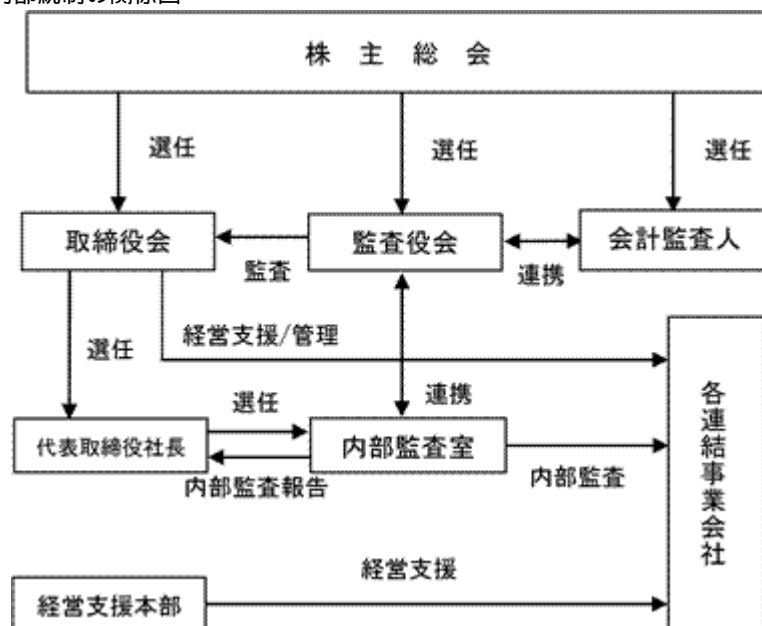 内部統制の関係図
株主総会
選任
選任
選任
取締役会
監査役会
会計監査人
監査
連携
経営支援/管理
選任
連携
選任
代表取締役社長
内部監査室
内部監査報告
内部監査
各連結事業会社
経営支援
経営支援本部